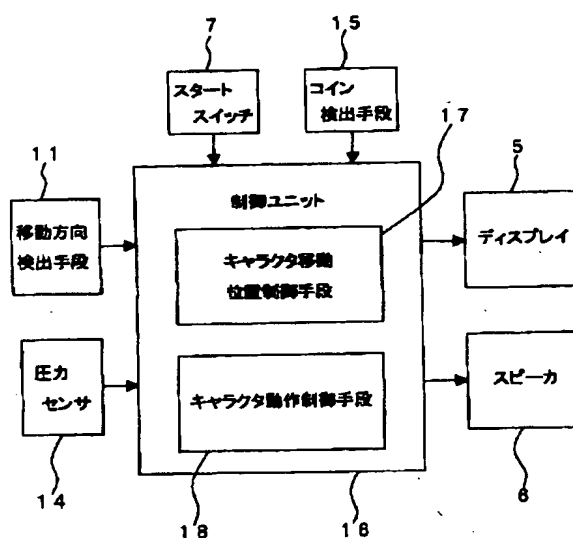 7
15
スタート
スイッチ
コイン
検出手段
17
11
5
制御ユニット
移動方向
検出手段
キャラクタ移動
位置制御手段
ディスプレイ
圧力
センサ
キャラクタ動作制御手段
スピーカ
14
18
16
6